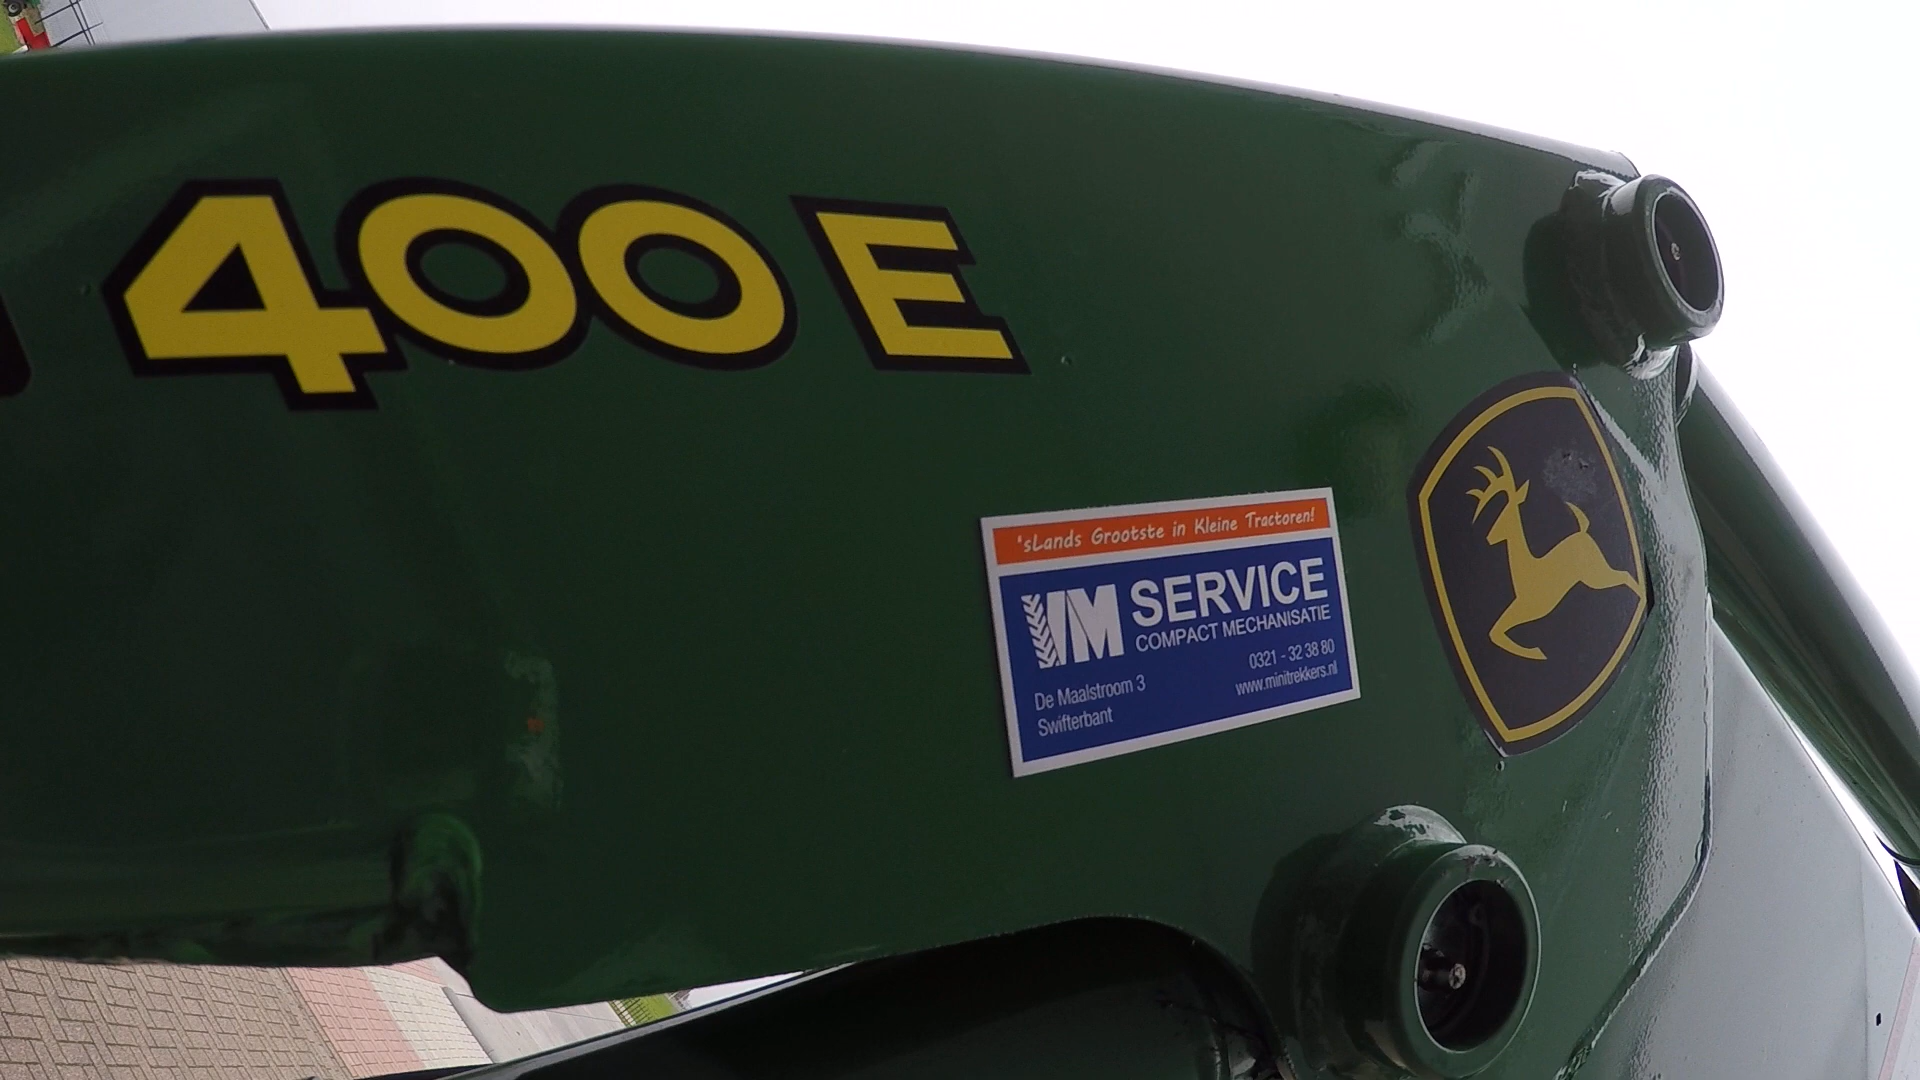 400E
'sLands Grootste in Kleine Tractoren!
IM SERVICE
COMPACT MECHANISATIE
0321 - 32 38 80
www.minitrekkers.nl
De Maalstroom 3
Swifterbant